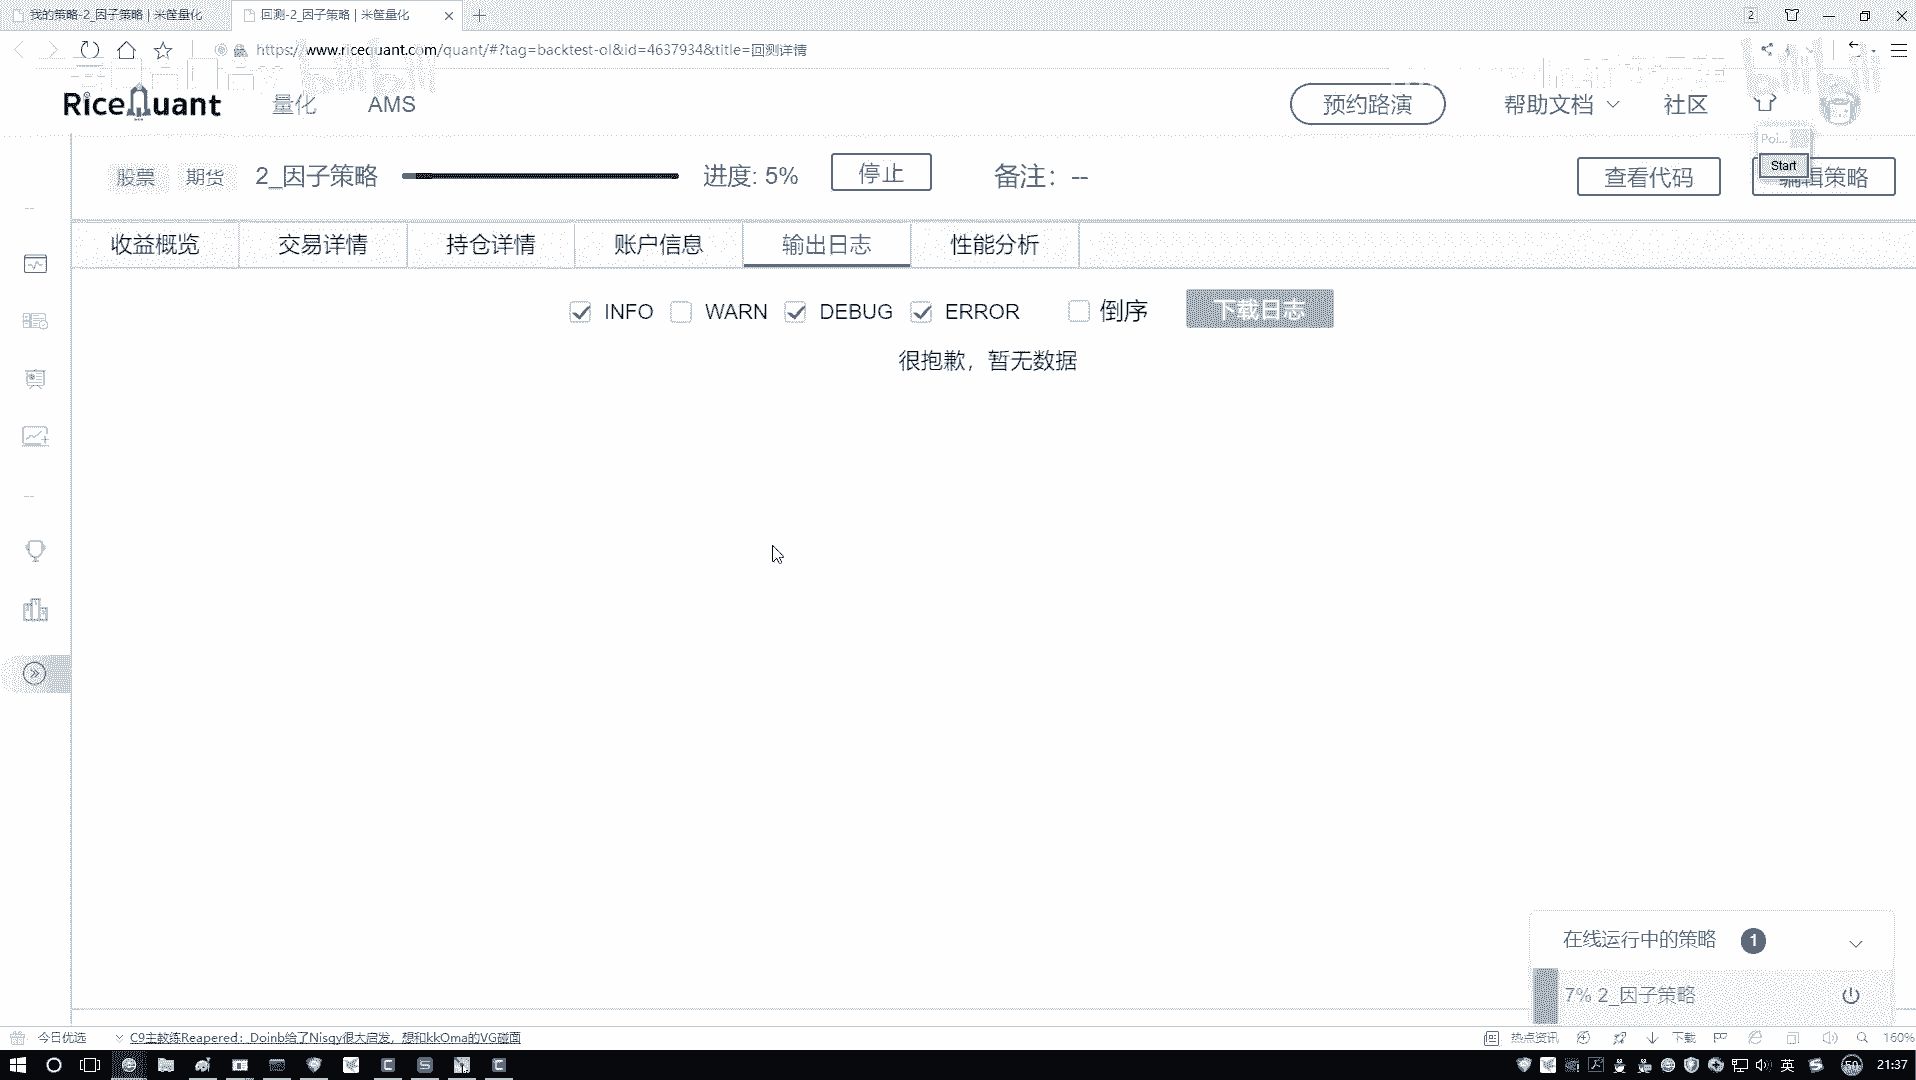 我的策略-2_因子策略 | 米筐量化
回测-2_因子策略 | 米筐量化
2
https://www.ricequant.com/quant/#?tag=backtest-ol&id=4637934&title=回测详情
RiceQuant
量化
AMS
预约路演
帮助文档
社区
Poi...
Start
股票
期货
2_因子策略
进度: 5%
停止
备注：--
查看代码
编辑策略
收益概览
交易详情
持仓详情
账户信息
输出日志
性能分析
INFO
WARN
DEBUG
ERROR
倒序
下载日志
很抱歉，暂无数据
在线运行中的策略
1
7% 2_因子策略
今日优选
C9主教练Reapered：Doinb给了Nisqy很大启发，想和kkOma的VG碰面
热点资讯
下载
160%
英
50
21:37